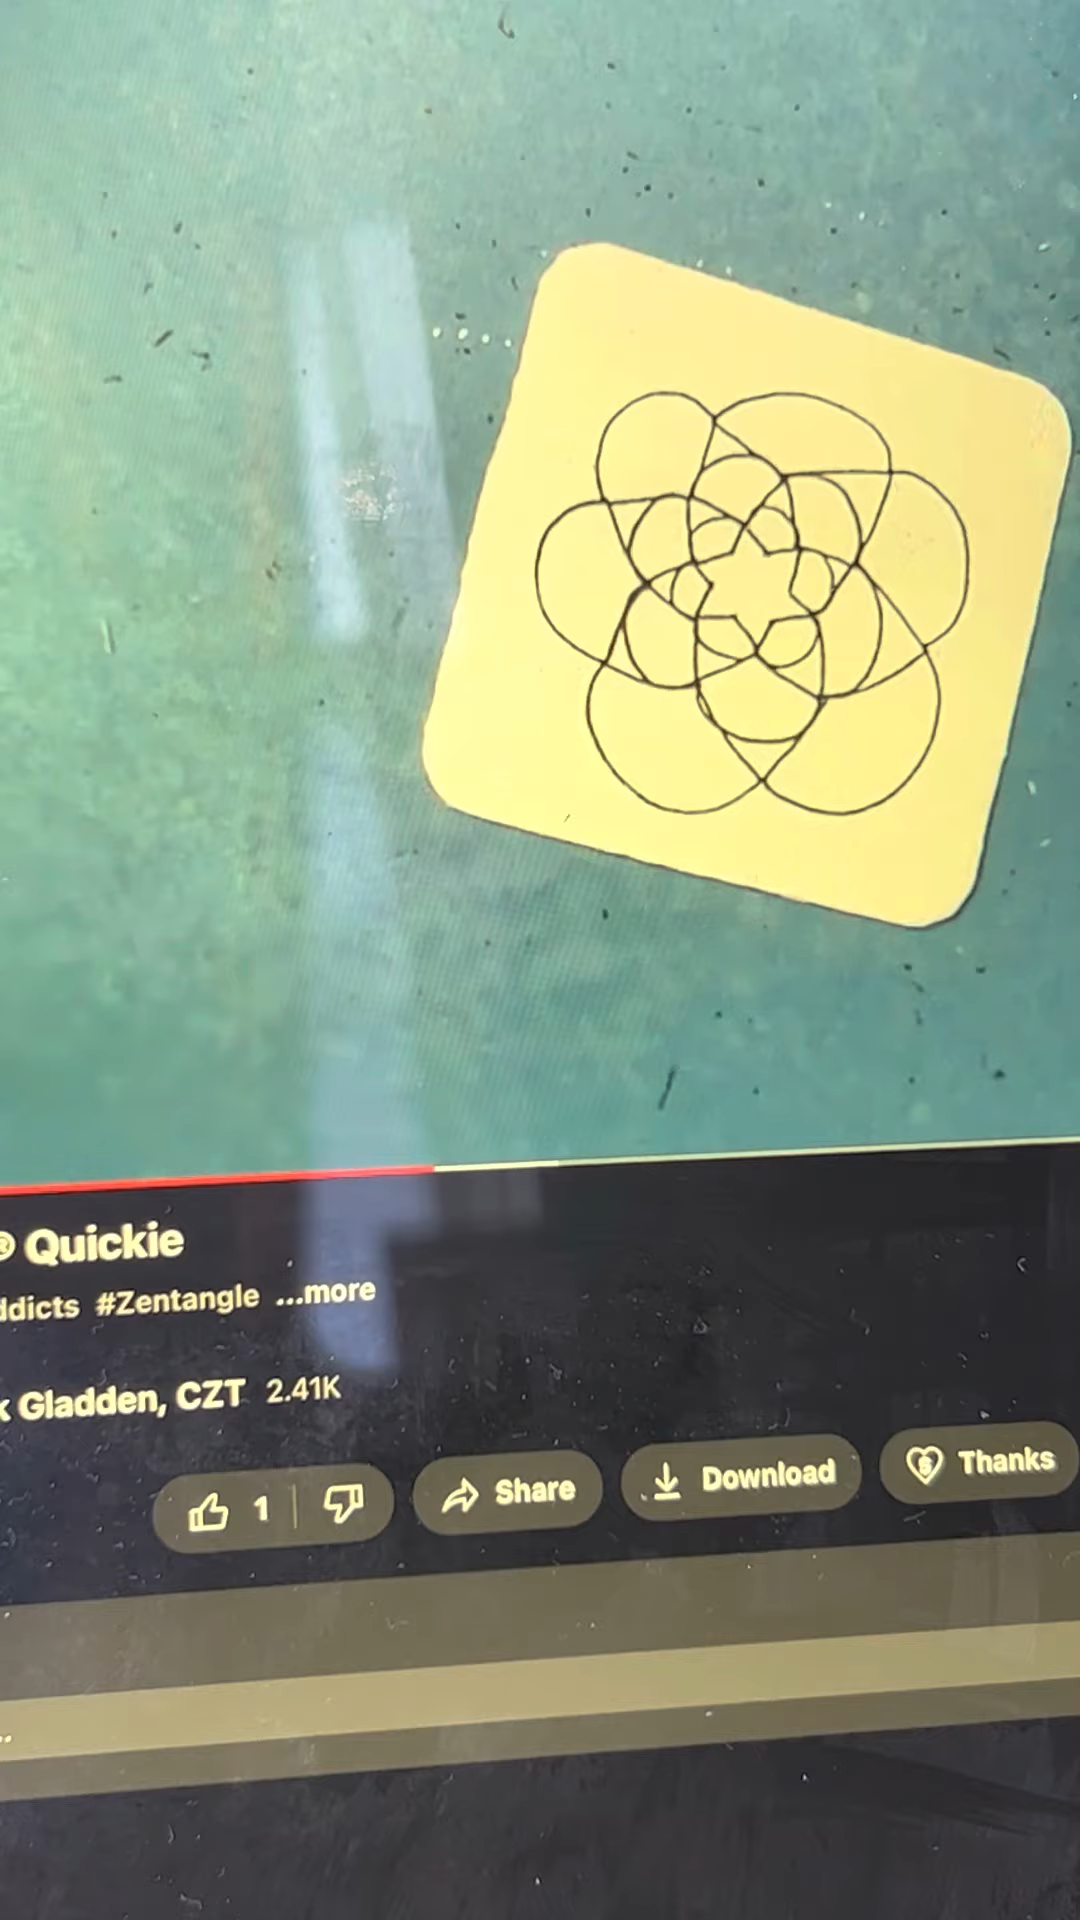 ® Quickie
ddicts #Zentangle ...more
k Gladden, CZT 2.41K
1 Share Download Thanks
..